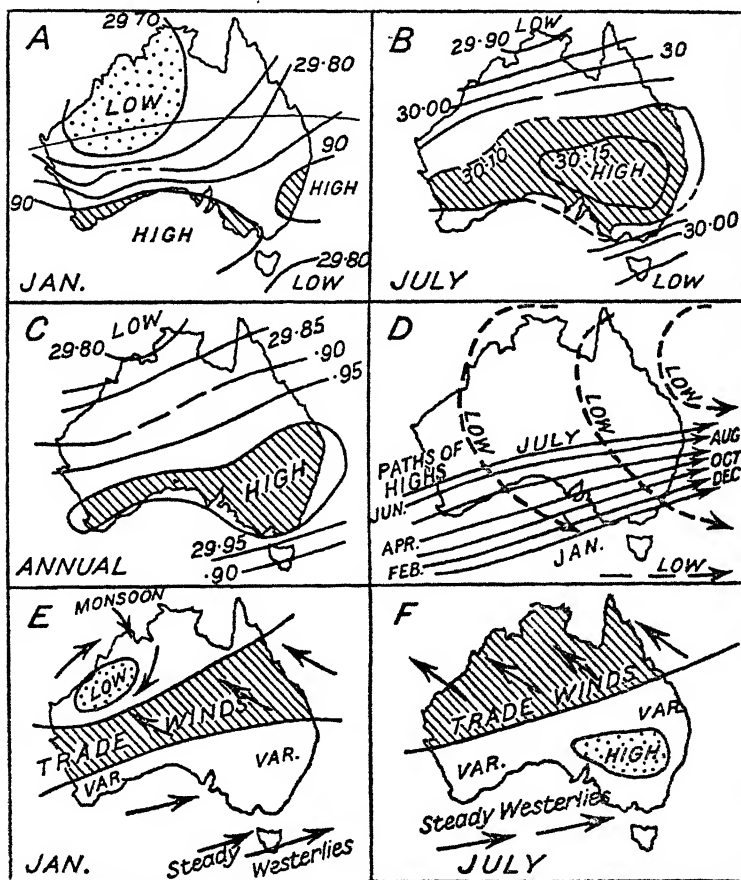 A
29·70
LOW
29·80
90
HIGH
90
HIGH
29·80
LOW
JAN.
B
LOW
29·90
30
30·00
30·10
30·15
HIGH
30·00
LOW
JULY
C
LOW
29·80
29·85
·90
·95
HIGH
29·95
·90
ANNUAL
D
LOW
LOW
LOW
JULY
PATHS OF
HIGHS
AUG
OCT
DEC
JUN.
APR.
FEB.
JAN.
LOW
E
MONSOON
LOW
TRADE WINDS
VAR.
VAR.
Steady Westerlies
JAN.
F
TRADE WINDS
VAR.
VAR.
HIGH
Steady Westerlies
JULY